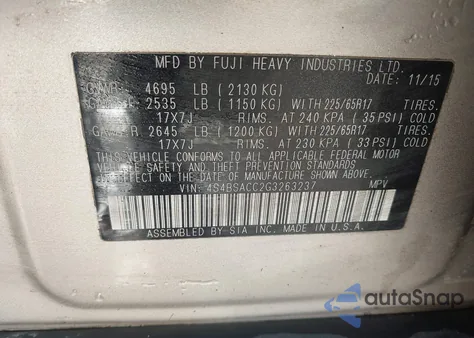 MFD BY FUJI HEAVY INDUSTRIES LTD.
DATE: 11/15
4695 LB (2130 KG)
2535 LB (1150 KG) WITH 225/65R17
17X7J RIMS. AT 240 KPA (35 PSI) COLD
2645 LB (1200 KG) WITH 225/65R17
17X7J RIMS. AT 230 KPA (33 PSI) COLD
THIS VEHICLE CONFORMS TO ALL APPLICABLE FEDERAL MOTOR
VEHICLE SAFETY AND THEFT PREVENTION STANDARDS IN
EFFECT ON THE DATE OF MANUFACTURE SHOWN ABOVE.
VIN: 4S4BSACC2G3263237 MPV
ASSEMBLED BY SIA INC. MADE IN U.S.A.
autoSnap